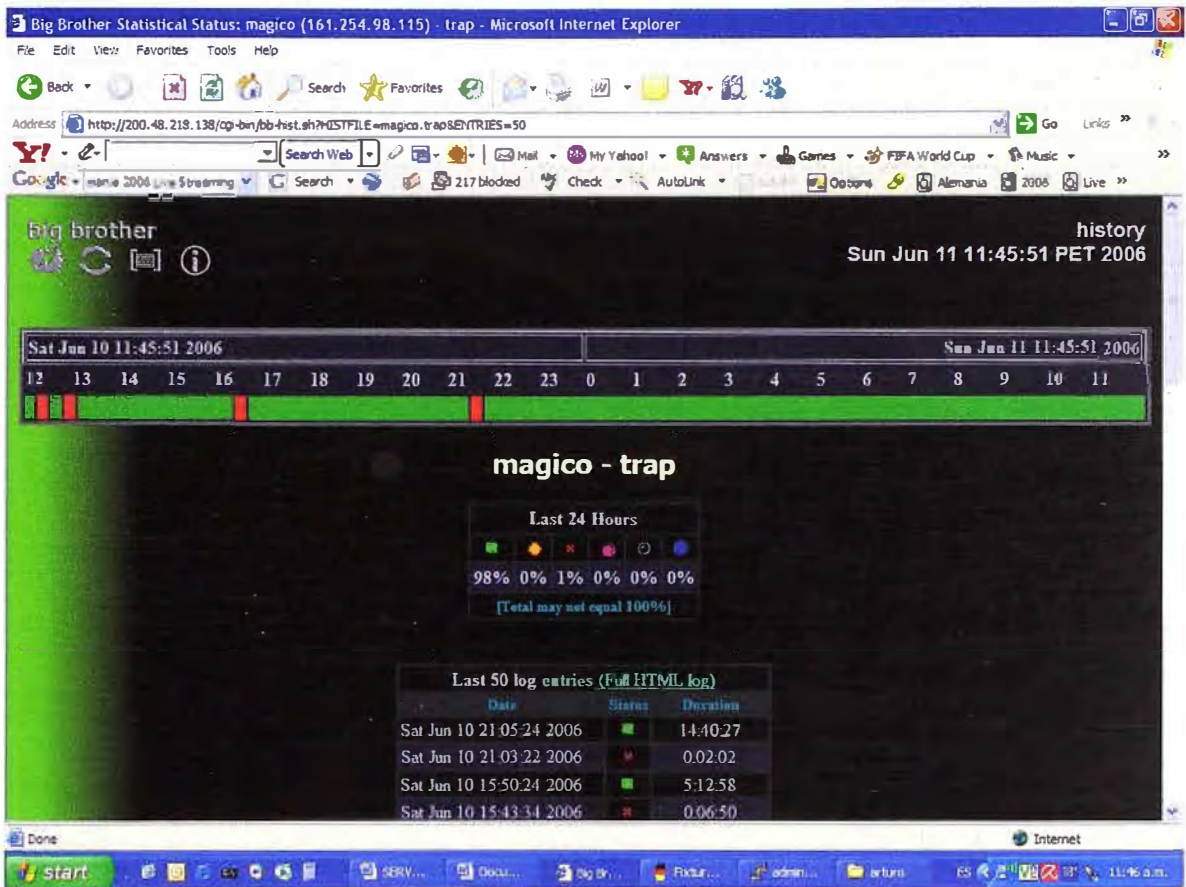 Big Brother Statistical Status: magico (161.254.98.115) - trap - Microsoft Internet Explorer
File Edit View Favorites Tools Help
Back Search Favorites
Address http://200.48.218.138/cgi-bin/bb-hist.sh?HISTFILE=magico.trap&ENTRIES=50 Go Links »
Y! Search Web Mail My Yahoo! Answers Games FIFA World Cup Music »
Google 2006 Live Streaming Search 217 blocked Check AutoLink Options Alemania 2006 Live »
big brother
history
Sun Jun 11 11:45:51 PET 2006
Sat Jun 10 11:45:51 2006 Sun Jun 11 11:45:51 2006
12 13 14 15 16 17 18 19 20 21 22 23 0 1 2 3 4 5 6 7 8 9 10 11
magico - trap
Last 24 Hours
98% 0% 1% 0% 0% 0%
[Total may not equal 100%]
Last 50 log entries (Full HTML log)
Date Status Duration
Sat Jun 10 21:05:24 2006 14:40:27
Sat Jun 10 21:03:22 2006 0:02:02
Sat Jun 10 15:50:24 2006 5:12:58
Sat Jun 10 15:43:34 2006 0:06:50
Done Internet
start SERV... Docu... Big Br... Fixtur... admin... arturo ES 11:46 a.m.